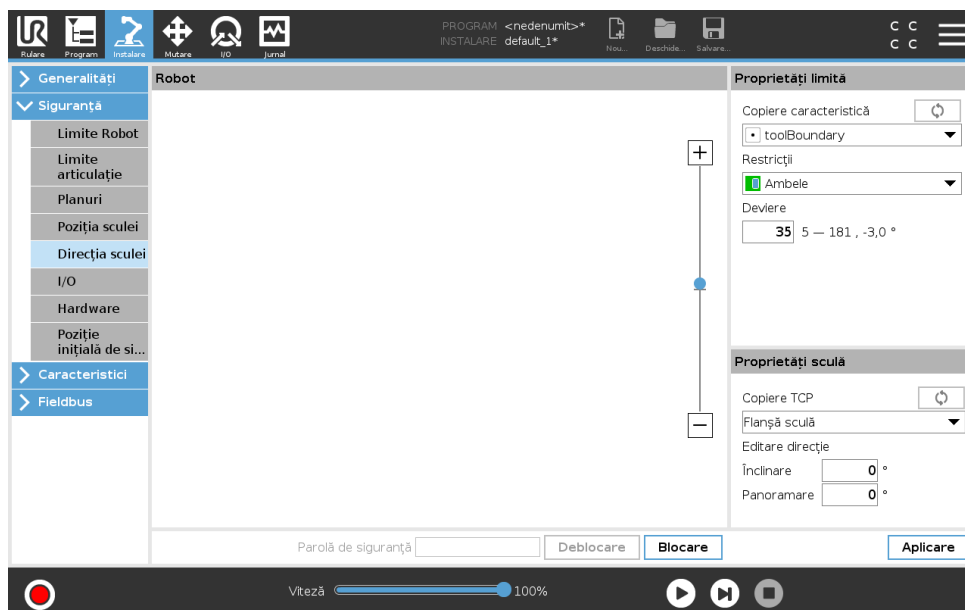 PROGRAM <nedenumit>*
INSTALARE default_1*
Rulare Program Instalare Mutare I/O Jurnal Nou... Deschide... Salvare...
C C
C C
Generalități
Siguranță
Limite Robot
Limite
articulație
Planuri
Poziția sculei
Direcția sculei
I/O
Hardware
Poziție
inițială de si...
Caracteristici
Fieldbus
Robot
+
−
Proprietăți limită
Copiere caracteristică
toolBoundary
Restricții
Ambele
Deviere
35 5 — 181 , -3,0 °
Proprietăți sculă
Copiere TCP
Flanșă sculă
Editare direcție
Înclinare 0 °
Panoramare 0 °
Parolă de siguranță Deblocare Blocare Aplicare
Viteză 100%